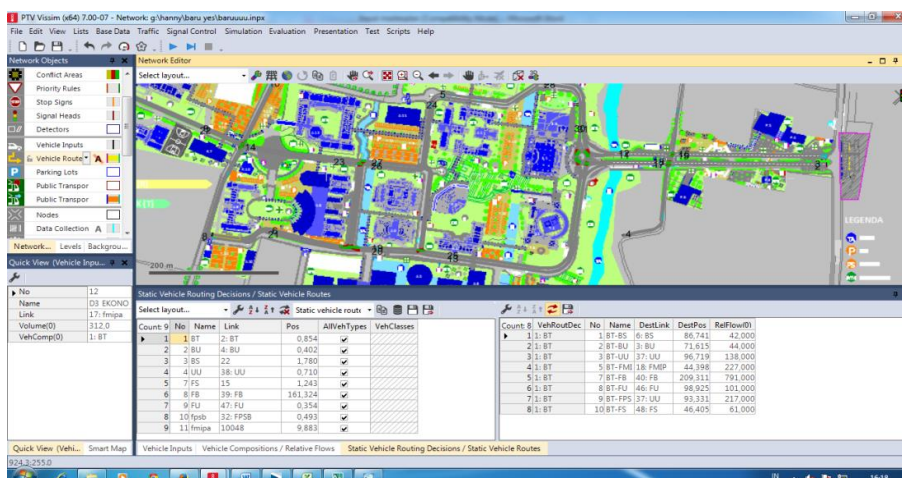 PTV Vissim (x64) 7.00-07 - Network: g:\hanny\baru yes\baruuuu.inpx
File Edit View Lists Base Data Traffic Signal Control Simulation Evaluation Presentation Test Scripts Help
Network Objects
Network Editor
Select layout...
Conflict Areas
Priority Rules
Stop Signs
Signal Heads
Detectors
Vehicle Inputs
Vehicle Route
Parking Lots
Public Transpor
Public Transpor
Nodes
Data Collection
Network... Levels Backgrou...
200 m
LEGENDA
Quick View (Vehicle Inpu...
No 12
Name D3 EKONO
Link 17: fmipa
Volume(0) 312,0
VehComp(0) 1: BT
Quick View (Vehi... Smart Map
Static Vehicle Routing Decisions / Static Vehicle Routes
Select layout... Static vehicle route
Count: 9 No Name Link Pos AllVehTypes VehClasses
1 1 BT 2: BT 0,854
2 2 BU 4: BU 0,402
3 3 BS 22 1,780
4 4 UU 38: UU 0,710
5 7 FS 15 1,243
6 8 FB 39: FB 161,324
7 9 FU 47: FU 0,354
8 10 fpsb 32: FPSB 0,493
9 11 fmipa 10048 9,883
Count: 8 VehRoutDec No Name DestLink DestPos RelFlow(0)
1 1: BT 1 BT-BS 6: BS 86,741 42,000
2 1: BT 2 BT-BU 3: BU 71,615 44,000
3 1: BT 3 BT-UU 37: UU 96,719 138,000
4 1: BT 5 BT-FMI 18: FMIP 44,398 227,000
5 1: BT 7 BT-FB 40: FB 209,311 791,000
6 1: BT 8 BT-FU 46: FU 98,925 101,000
7 1: BT 9 BT-FPS 37: UU 93,331 217,000
8 1: BT 10 BT-FS 48: FS 46,405 61,000
Vehicle Inputs Vehicle Compositions / Relative Flows Static Vehicle Routing Decisions / Static Vehicle Routes
924,3:255,0
IN 16:18